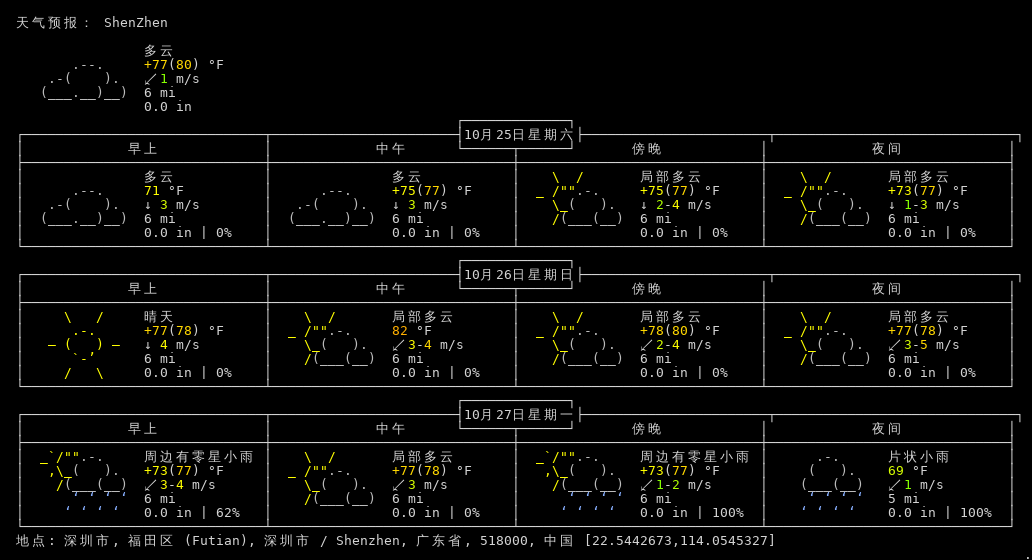 天气预报： ShenZhen
多云
+77(80) °F
↙ 1 m/s
6 mi
0.0 in
10月25日星期六
早上 中午 傍晚 夜间
多云 多云 局部多云 局部多云
71 °F +75(77) °F +75(77) °F +73(77) °F
↓ 3 m/s ↓ 3 m/s ↓ 2-4 m/s ↓ 1-3 m/s
6 mi 6 mi 6 mi 6 mi
0.0 in | 0% 0.0 in | 0% 0.0 in | 0% 0.0 in | 0%
10月26日星期日
早上 中午 傍晚 夜间
晴天 局部多云 局部多云 局部多云
+77(78) °F 82 °F +78(80) °F +77(78) °F
↓ 4 m/s ↙ 3-4 m/s ↙ 2-4 m/s ↙ 3-5 m/s
6 mi 6 mi 6 mi 6 mi
0.0 in | 0% 0.0 in | 0% 0.0 in | 0% 0.0 in | 0%
10月27日星期一
早上 中午 傍晚 夜间
周边有零星小雨 局部多云 周边有零星小雨 片状小雨
+73(77) °F +77(78) °F +73(77) °F 69 °F
↙ 3-4 m/s ↙ 3 m/s ↙ 1-2 m/s ↙ 1 m/s
6 mi 6 mi 6 mi 5 mi
0.0 in | 62% 0.0 in | 0% 0.0 in | 100% 0.0 in | 100%
地点: 深圳市, 福田区 (Futian), 深圳市 / Shenzhen, 广东省, 518000, 中国 [22.5442673,114.0545327]